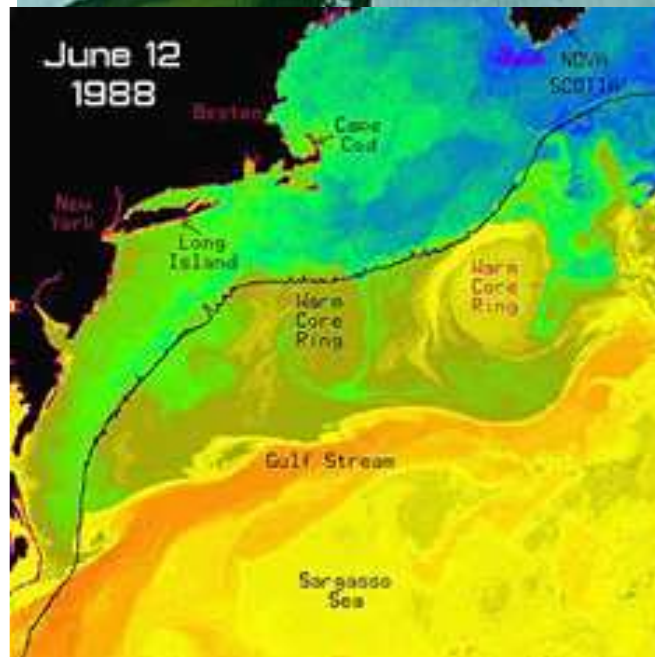 June 12
1988
NOVA
SCOTIA
Boston
Cape
Cod
New
York
Long
Island
Warm
Core
Ring
Warm
Core
Ring
Gulf Stream
Sargasso
Sea